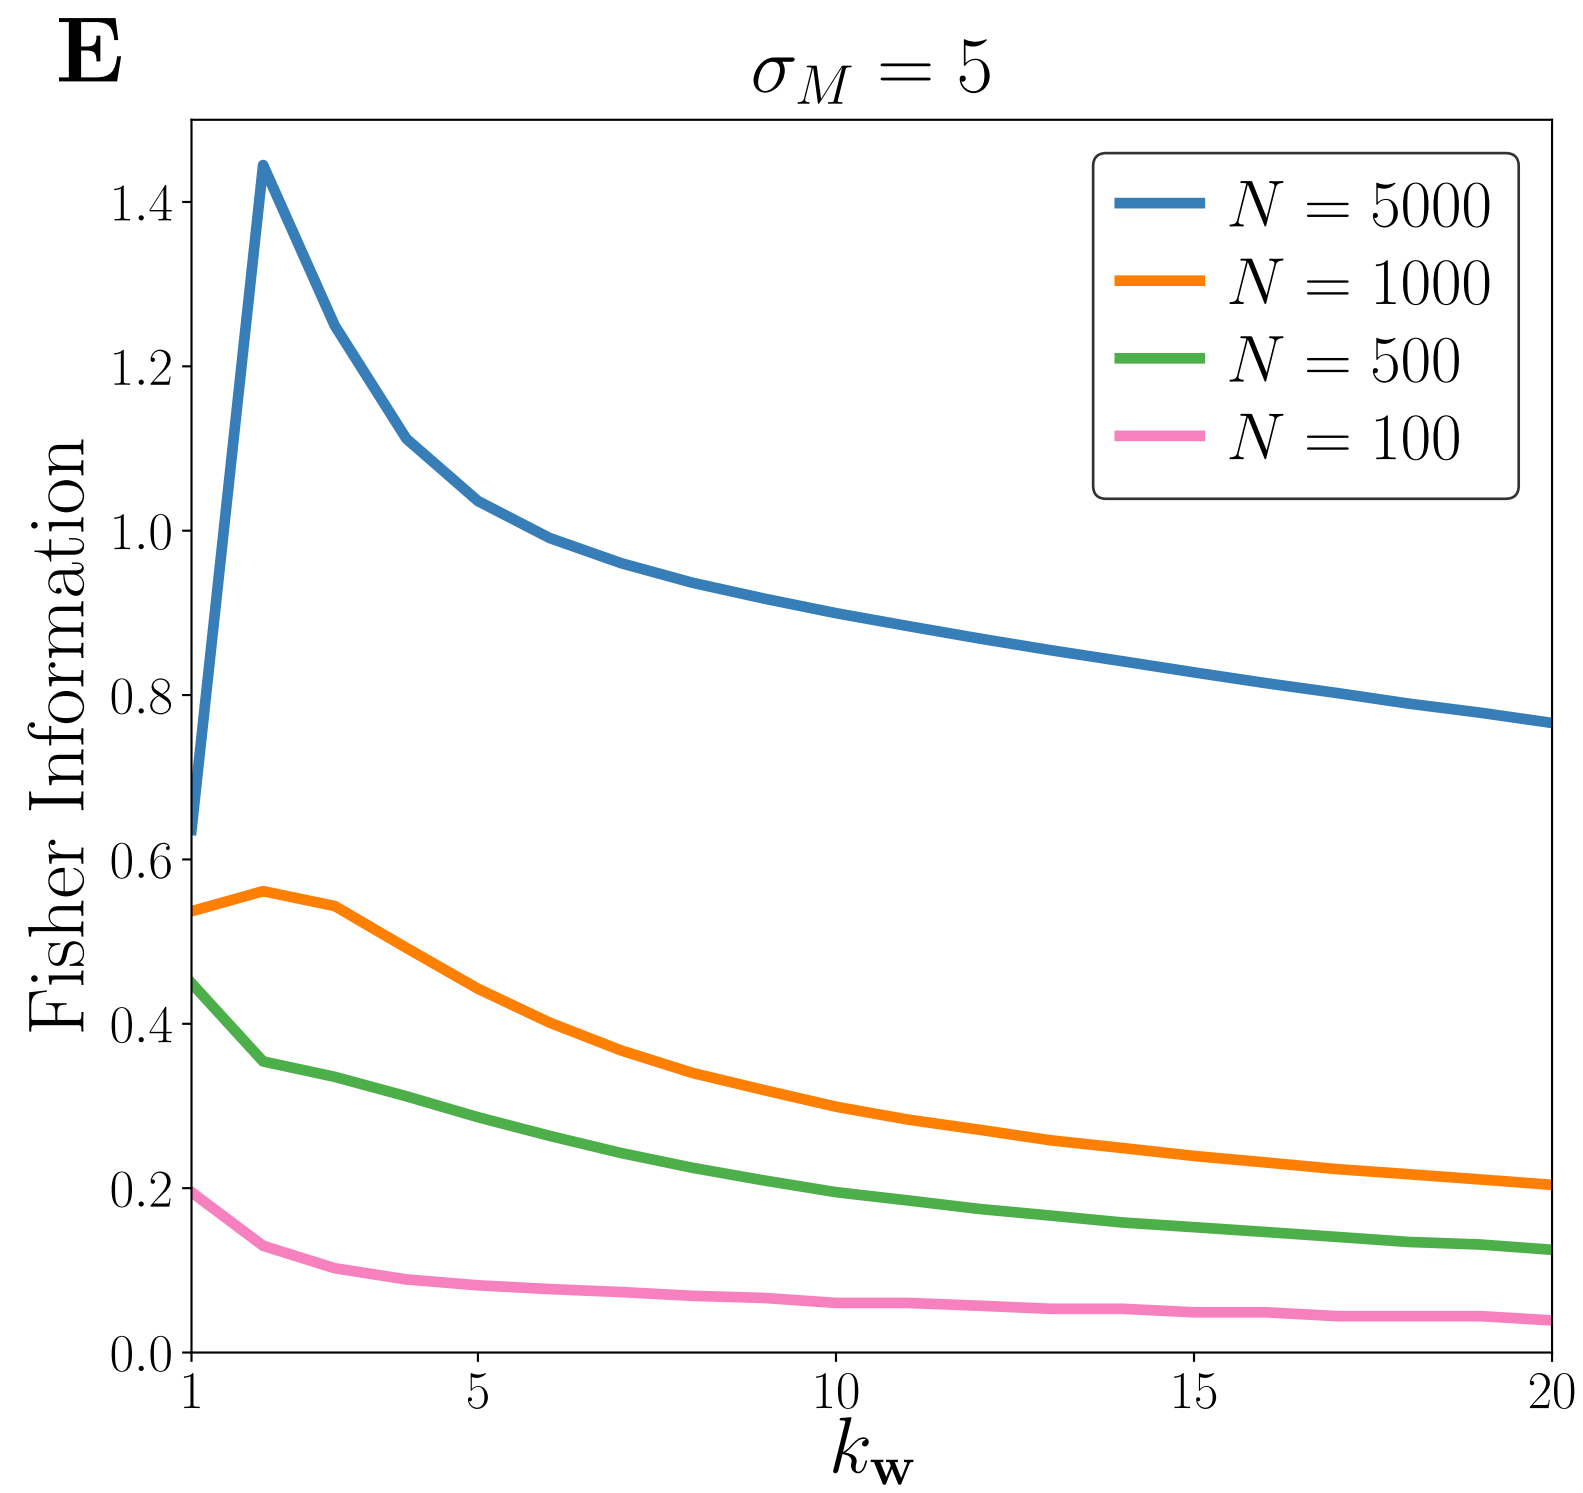 E
σ_M = 5
Fisher Information
1.4
1.2
1.0
0.8
0.6
0.4
0.2
0.0
N = 5000
N = 1000
N = 500
N = 100
1 5 10 15 20
k_w